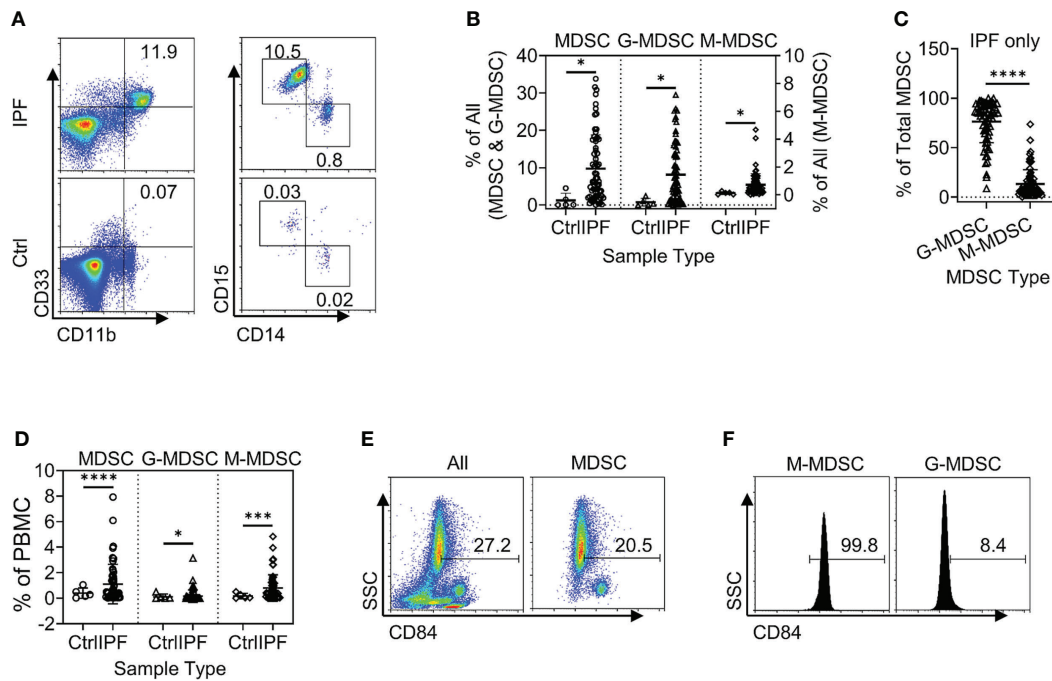 A
11.9
10.5
IPF
0.8
0.07
0.03
Ctrl
0.02
CD33
CD15
CD11b
CD14
B
MDSC G-MDSC M-MDSC
% of All
(MDSC & G-MDSC)
40
30
20
10
0
* * *
10
8
6
4
2
0
% of All (M-MDSC)
CtrlIPF CtrlIPF CtrlIPF
Sample Type
C
IPF only
% of Total MDSC
150
100
50
0
****
G-MDSC
M-MDSC
MDSC Type
D
MDSC G-MDSC M-MDSC
% of PBMC
10
8
6
4
2
0
-2
**** * ***
CtrlIPF CtrlIPF CtrlIPF
Sample Type
E
All MDSC
27.2 20.5
SSC
CD84
F
M-MDSC G-MDSC
99.8 8.4
SSC
CD84